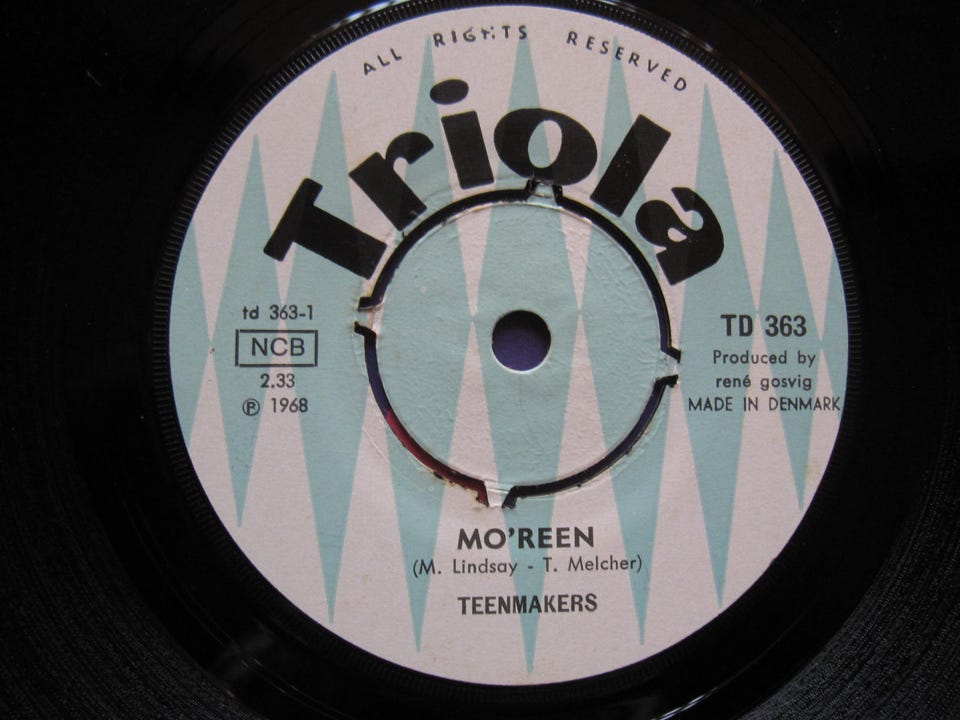 ALL RIGHTS RESERVED
Triola
td 363-1
NCB
2.33
℗ 1968
TD 363
Produced by
rené gosvig
MADE IN DENMARK
MO'REEN
(M. Lindsay - T. Melcher)
TEENMAKERS